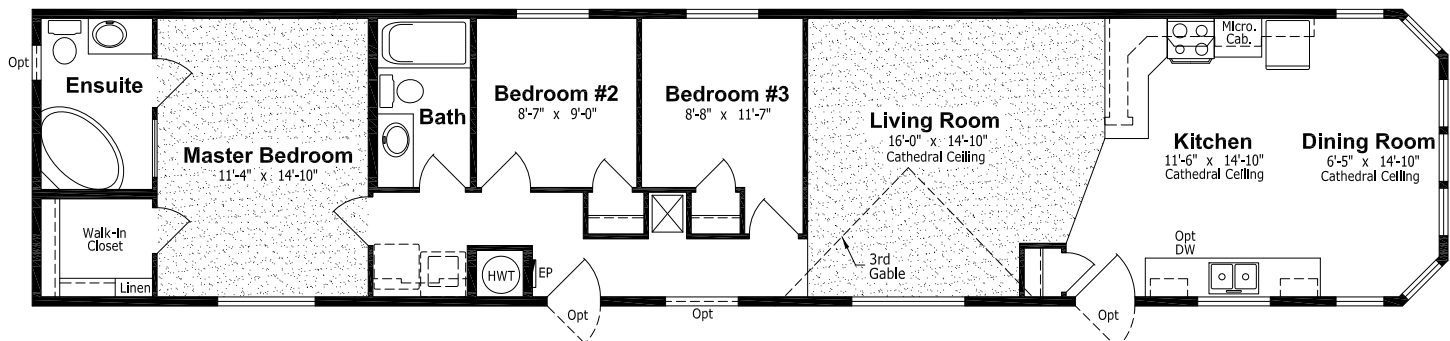 Opt
Ensuite
Walk-In
Closet
Linen
Master Bedroom
11'-4" x 14'-10"
Bath
HWT
EP
Bedroom #2
8'-7" x 9'-0"
Bedroom #3
8'-8" x 11'-7"
Opt
Opt
Living Room
16'-0" x 14'-10"
Cathedral Ceiling
3rd
Gable
Micro.
Cab.
Kitchen
11'-6" x 14'-10"
Cathedral Ceiling
Dining Room
6'-5" x 14'-10"
Cathedral Ceiling
Opt
DW
Opt